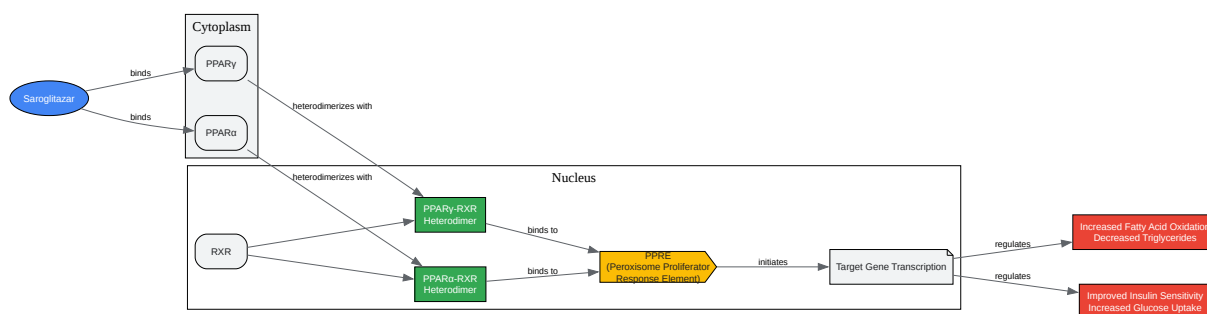 Cytoplasm
PPARγ
binds
Saroglitazar
heterodimerizes with
binds
PPARα
Nucleus
heterodimerizes with
PPARγ-RXR
Heterodimer
RXR
binds to
PPRE
(Peroxisome Proliferator
Response Element)
initiates
Target Gene Transcription
binds to
PPARα-RXR
Heterodimer
regulates
Increased Fatty Acid Oxidation
Decreased Triglycerides
regulates
Improved Insulin Sensitivity
Increased Glucose Uptake